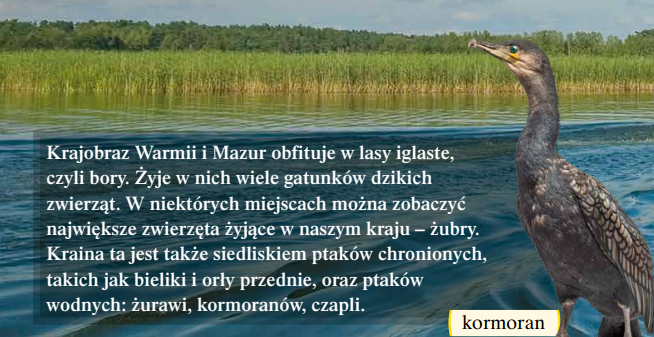 Krajobraz Warmii i Mazur obfituje w lasy iglaste,
czyli bory. Żyje w nich wiele gatunków dzikich
zwierząt. W niektórych miejscach można zobaczyć
największe zwierzęta żyjące w naszym kraju – żubry.
Kraina ta jest także siedliskiem ptaków chronionych,
takich jak bieliki i orły przednie, oraz ptaków
wodnych: żurawi, kormoranów, czapli.
kormoran